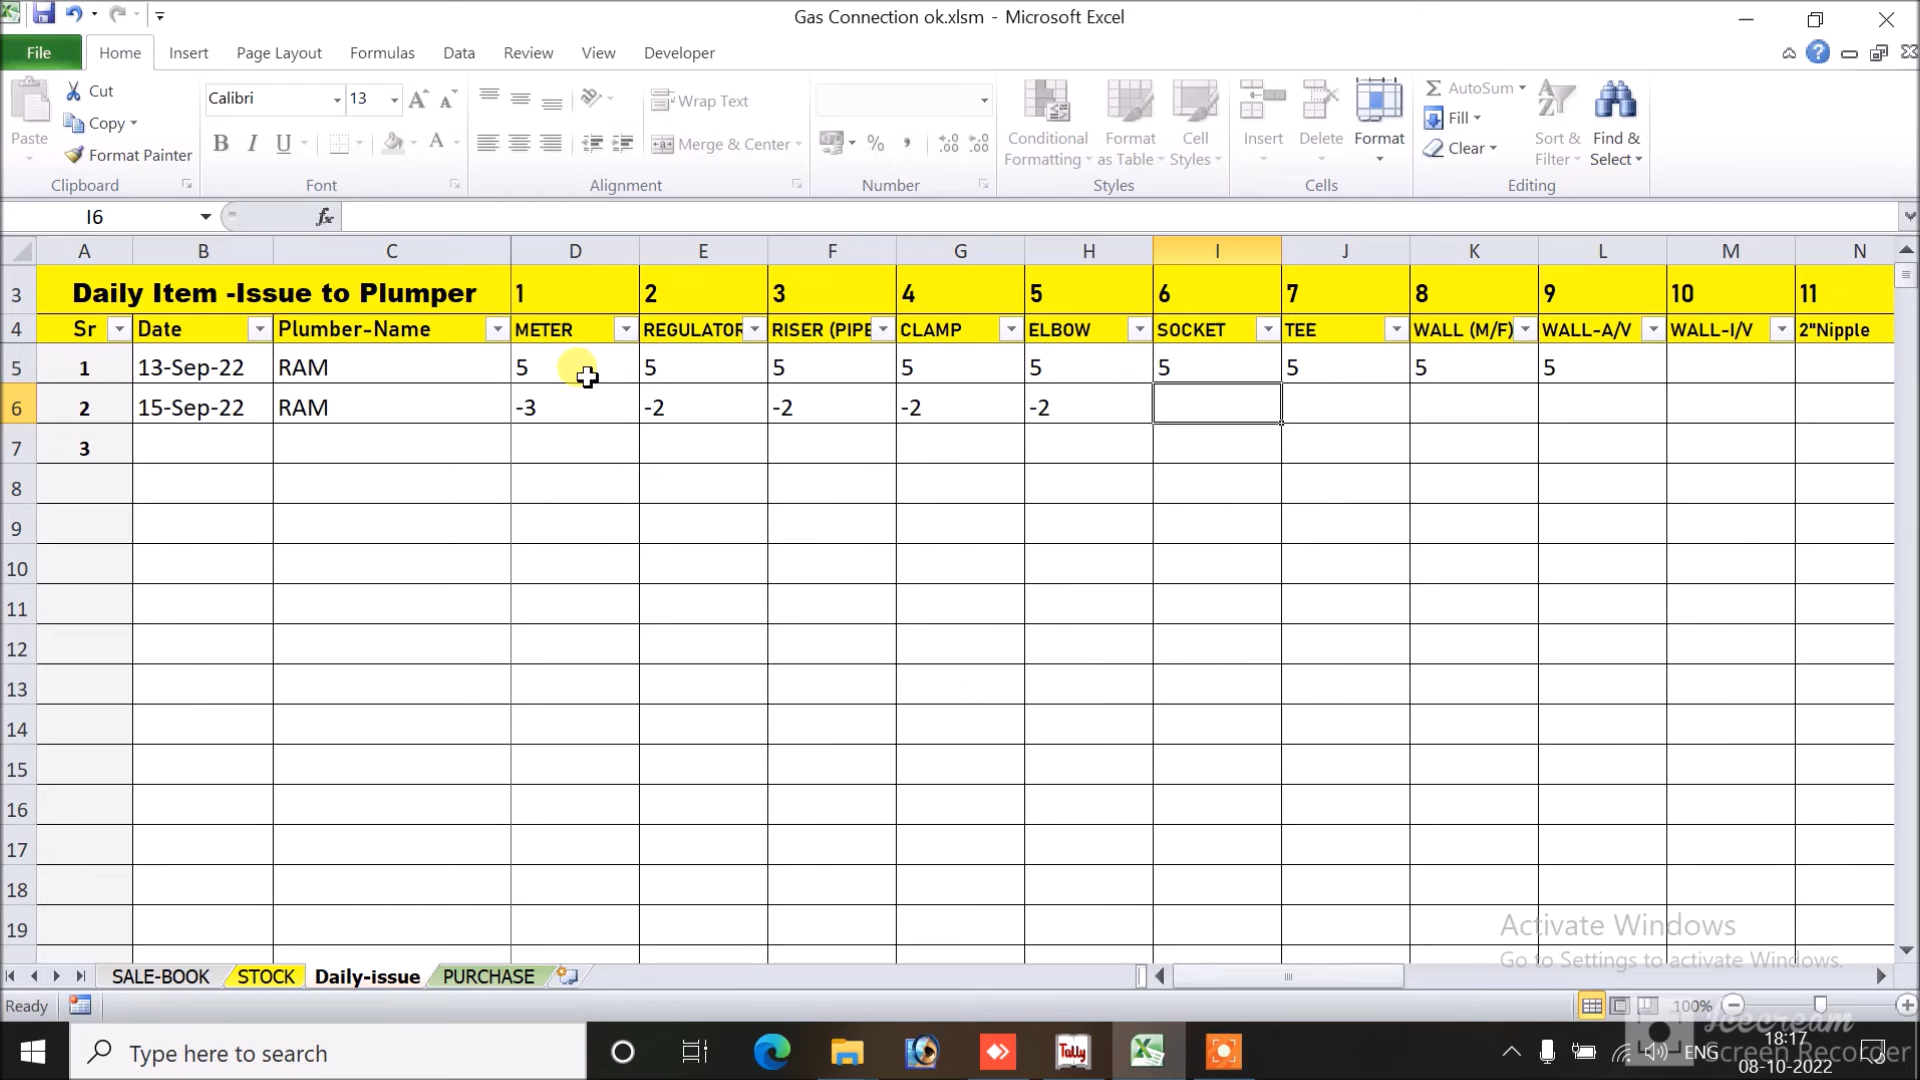 Gas Connection ok.xlsm - Microsoft Excel
File Home Insert Page Layout Formulas Data Review View Developer
Paste Cut Copy Format Painter Clipboard
Calibri 13 B I U Font
Wrap Text Merge & Center Alignment
% , Number
Conditional Formatting Format as Table Cell Styles Styles
Insert Delete Format Cells
Σ AutoSum Fill Clear Sort & Filter Find & Select Editing
I6 fx
A B C D E F G H I J K L M N
3 Daily Item -Issue to Plumper 1 2 3 4 5 6 7 8 9 10 11
4 Sr Date Plumber-Name METER REGULATOR RISER (PIPE CLAMP ELBOW SOCKET TEE WALL (M/F) WALL-A/V WALL-I/V 2"Nipple
5 1 13-Sep-22 RAM 5 5 5 5 5 5 5 5 5
6 2 15-Sep-22 RAM -3 -2 -2 -2 -2
7 3
8
9
10
11
12
13
14
15
16
17
18
19
Activate Windows
Go to Settings to activate Windows.
SALE-BOOK STOCK Daily-issue PURCHASE
Ready 100%
Icecream
Screen Recorder
Type here to search Tally ENG 18:17
08-10-2022